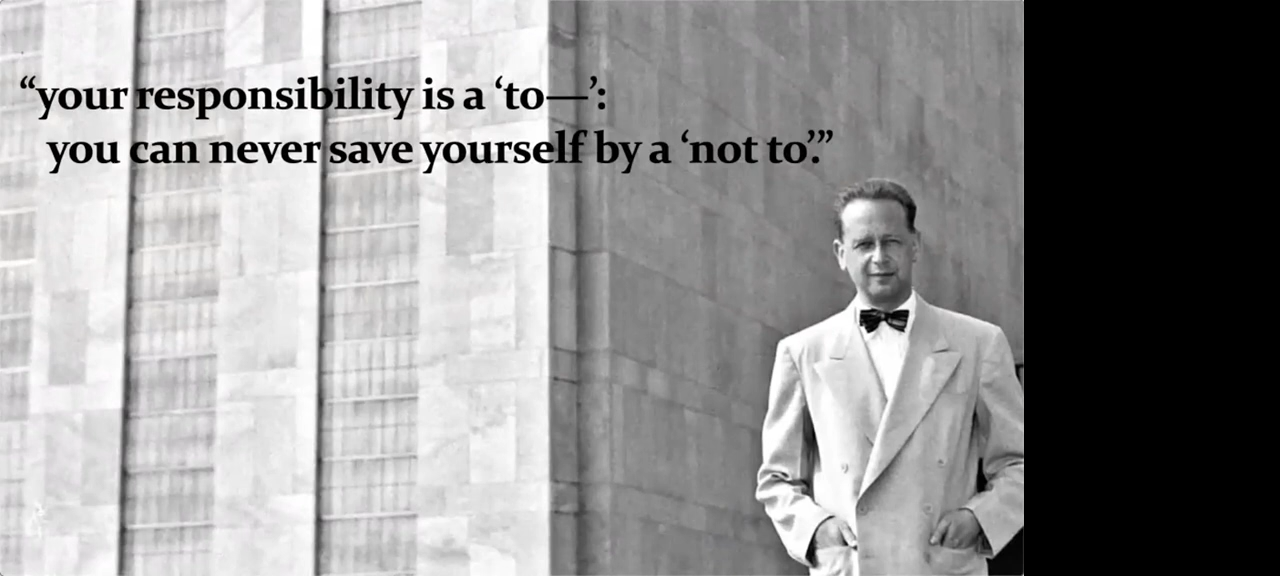 “your responsibility is a ‘to—’:
you can never save yourself by a ‘not to’.”